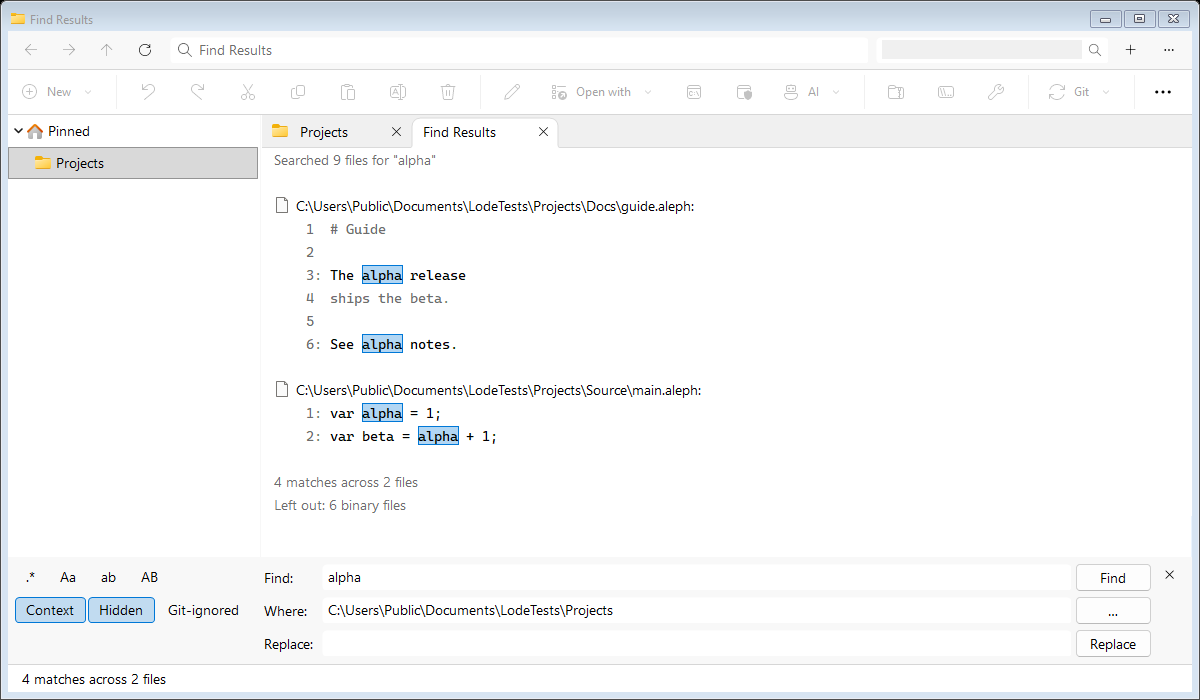 Find Results
Find Results
New
Open with
AI
Git
Pinned
Projects
Projects
Find Results
Searched 9 files for "alpha"
C:\Users\Public\Documents\LodeTests\Projects\Docs\guide.aleph:
1 # Guide
2
3: The alpha release
4 ships the beta.
5
6: See alpha notes.
C:\Users\Public\Documents\LodeTests\Projects\Source\main.aleph:
1: var alpha = 1;
2: var beta = alpha + 1;
4 matches across 2 files
Left out: 6 binary files
.* Aa ab AB
Find: alpha Find
Context Hidden Git-ignored
Where: C:\Users\Public\Documents\LodeTests\Projects ...
Replace: Replace
4 matches across 2 files